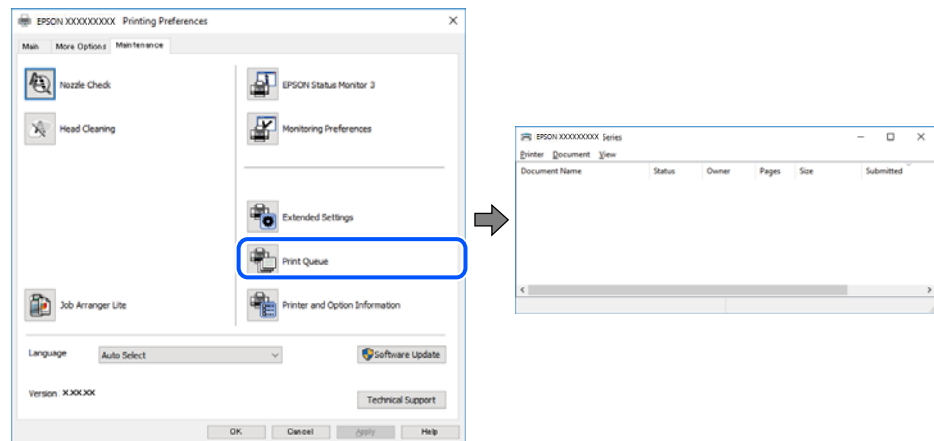 EPSON XXXXXXXXX Printing Preferences
Main More Options Maintenance
Nozzle Check
EPSON Status Monitor 3
Head Cleaning
Monitoring Preferences
Extended Settings
Print Queue
Job Arranger Lite
Printer and Option Information
Language Auto Select Software Update
Version X.XX.XX
Technical Support
OK Cancel Apply Help
EPSON XXXXXXXXX Series
Printer Document View
Document Name Status Owner Pages Size Submitted